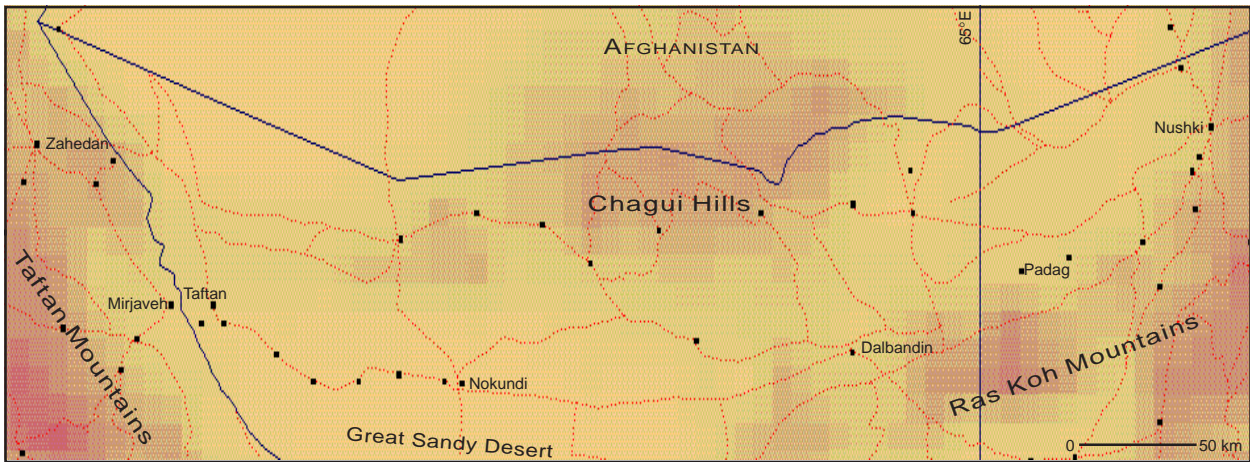 AFGHANISTAN
65°E
Zahedan
Nushki
Chagui Hills
Taftan Mountains
Mirjaveh
Taftan
Padag
Dalbandin
Ras Koh Mountains
Nokundi
Great Sandy Desert
0 50 km